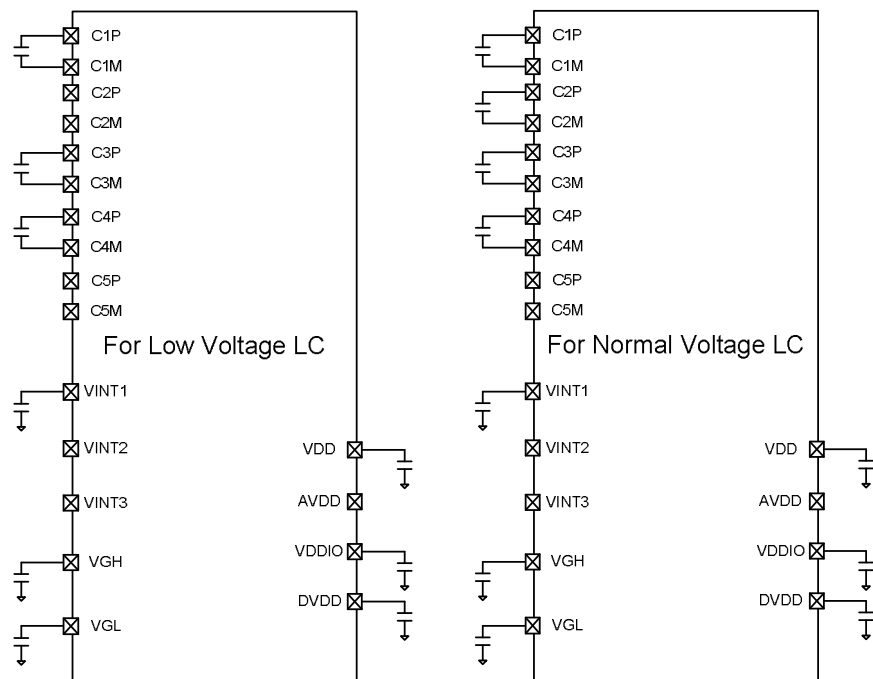 C1P
C1M
C2P
C2M
C3P
C3M
C4P
C4M
C5P
C5M
For Low Voltage LC
VINT1
VINT2
VDD
VINT3
AVDD
VDDIO
VGH
DVDD
VGL
C1P
C1M
C2P
C2M
C3P
C3M
C4P
C4M
C5P
C5M
For Normal Voltage LC
VINT1
VINT2
VDD
VINT3
AVDD
VDDIO
VGH
DVDD
VGL